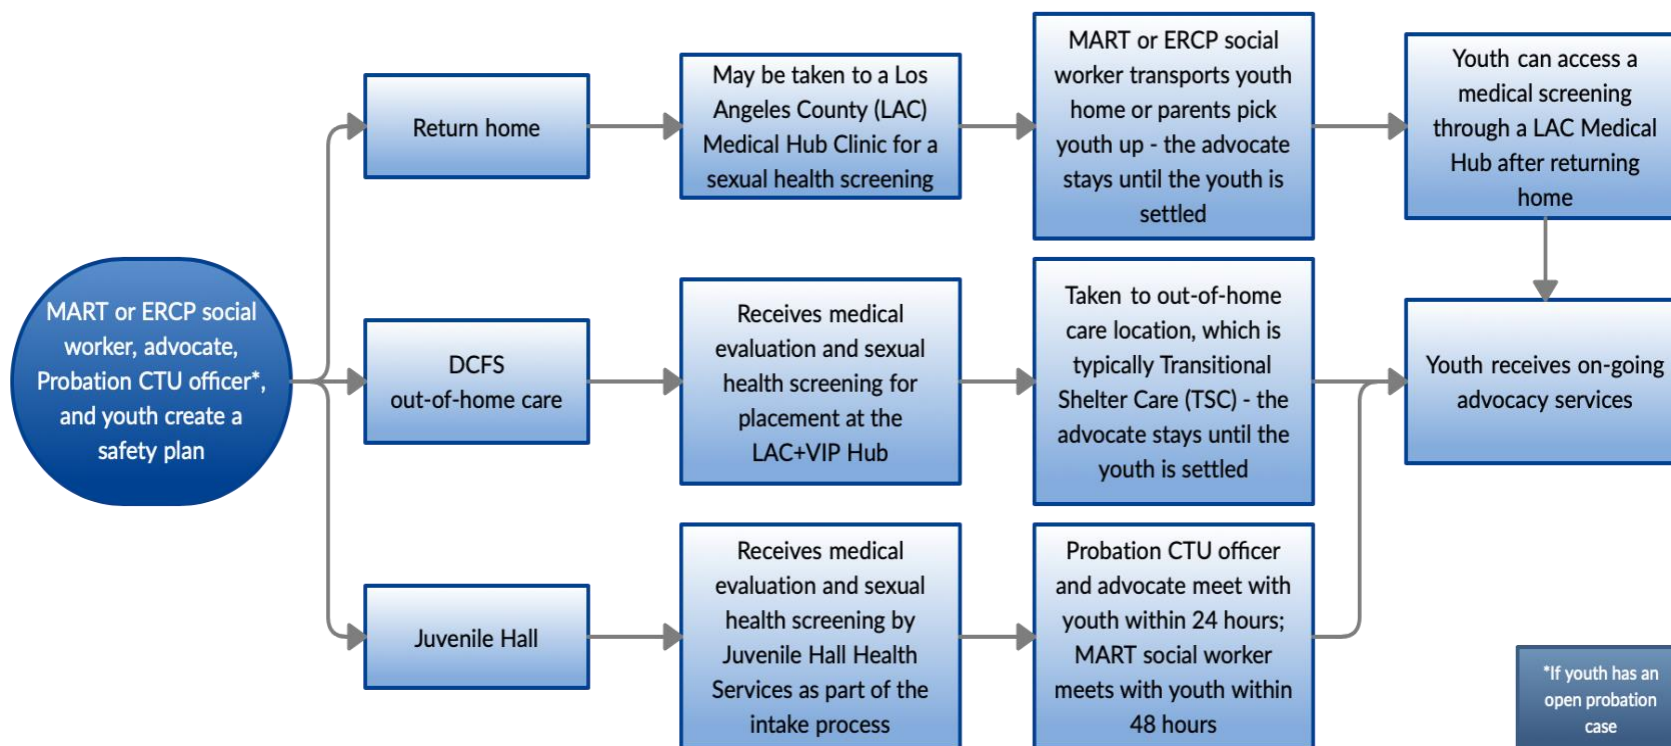 MART or ERCP social
worker, advocate,
Probation CTU officer*,
and youth create a
safety plan
Return home
May be taken to a Los
Angeles County (LAC)
Medical Hub Clinic for a
sexual health screening
MART or ERCP social
worker transports youth
home or parents pick
youth up - the advocate
stays until the youth is
settled
Youth can access a
medical screening
through a LAC Medical
Hub after returning
home
DCFS
out-of-home care
Receives medical
evaluation and sexual
health screening for
placement at the
LAC+VIP Hub
Taken to out-of-home
care location, which is
typically Transitional
Shelter Care (TSC) - the
advocate stays until the
youth is settled
Youth receives on-going
advocacy services
Juvenile Hall
Receives medical
evaluation and sexual
health screening by
Juvenile Hall Health
Services as part of the
intake process
Probation CTU officer
and advocate meet with
youth within 24 hours;
MART social worker
meets with youth within
48 hours
*If youth has an
open probation
case